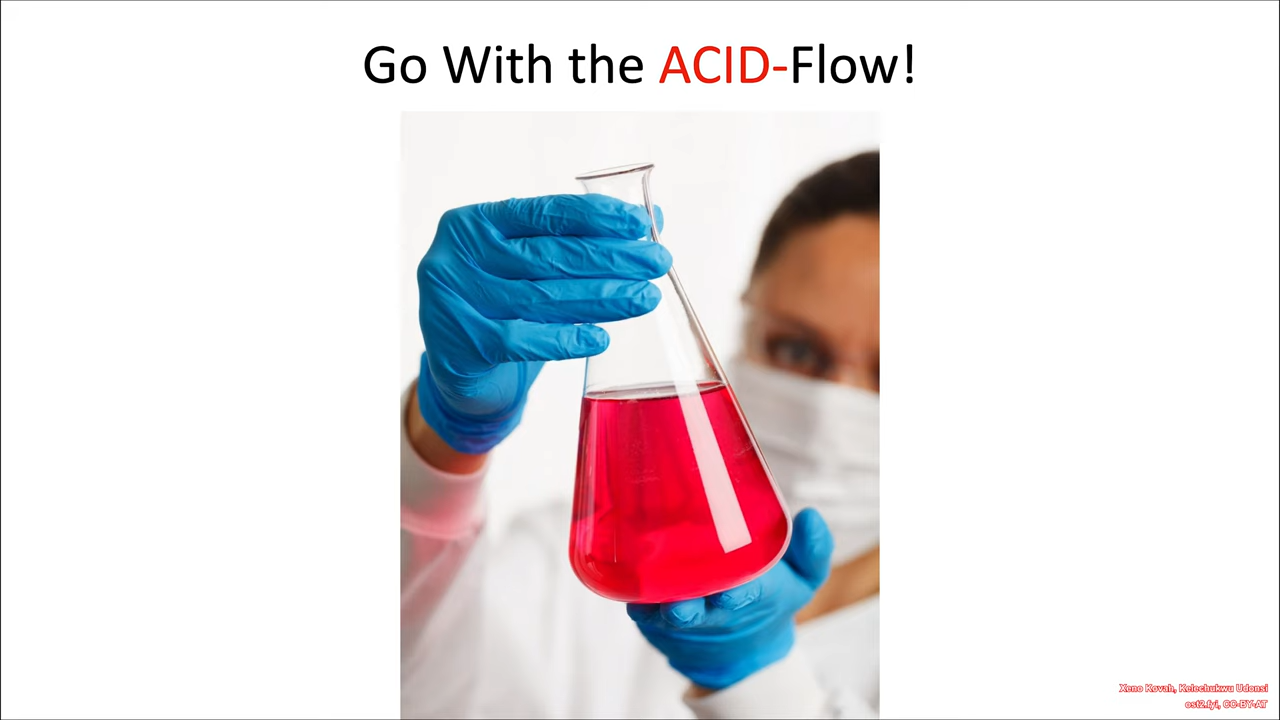 Go With the ACID-Flow!
Xeno Kovah, Kelechukwu Udonsi
ost2.fyi, CC-BY-AT